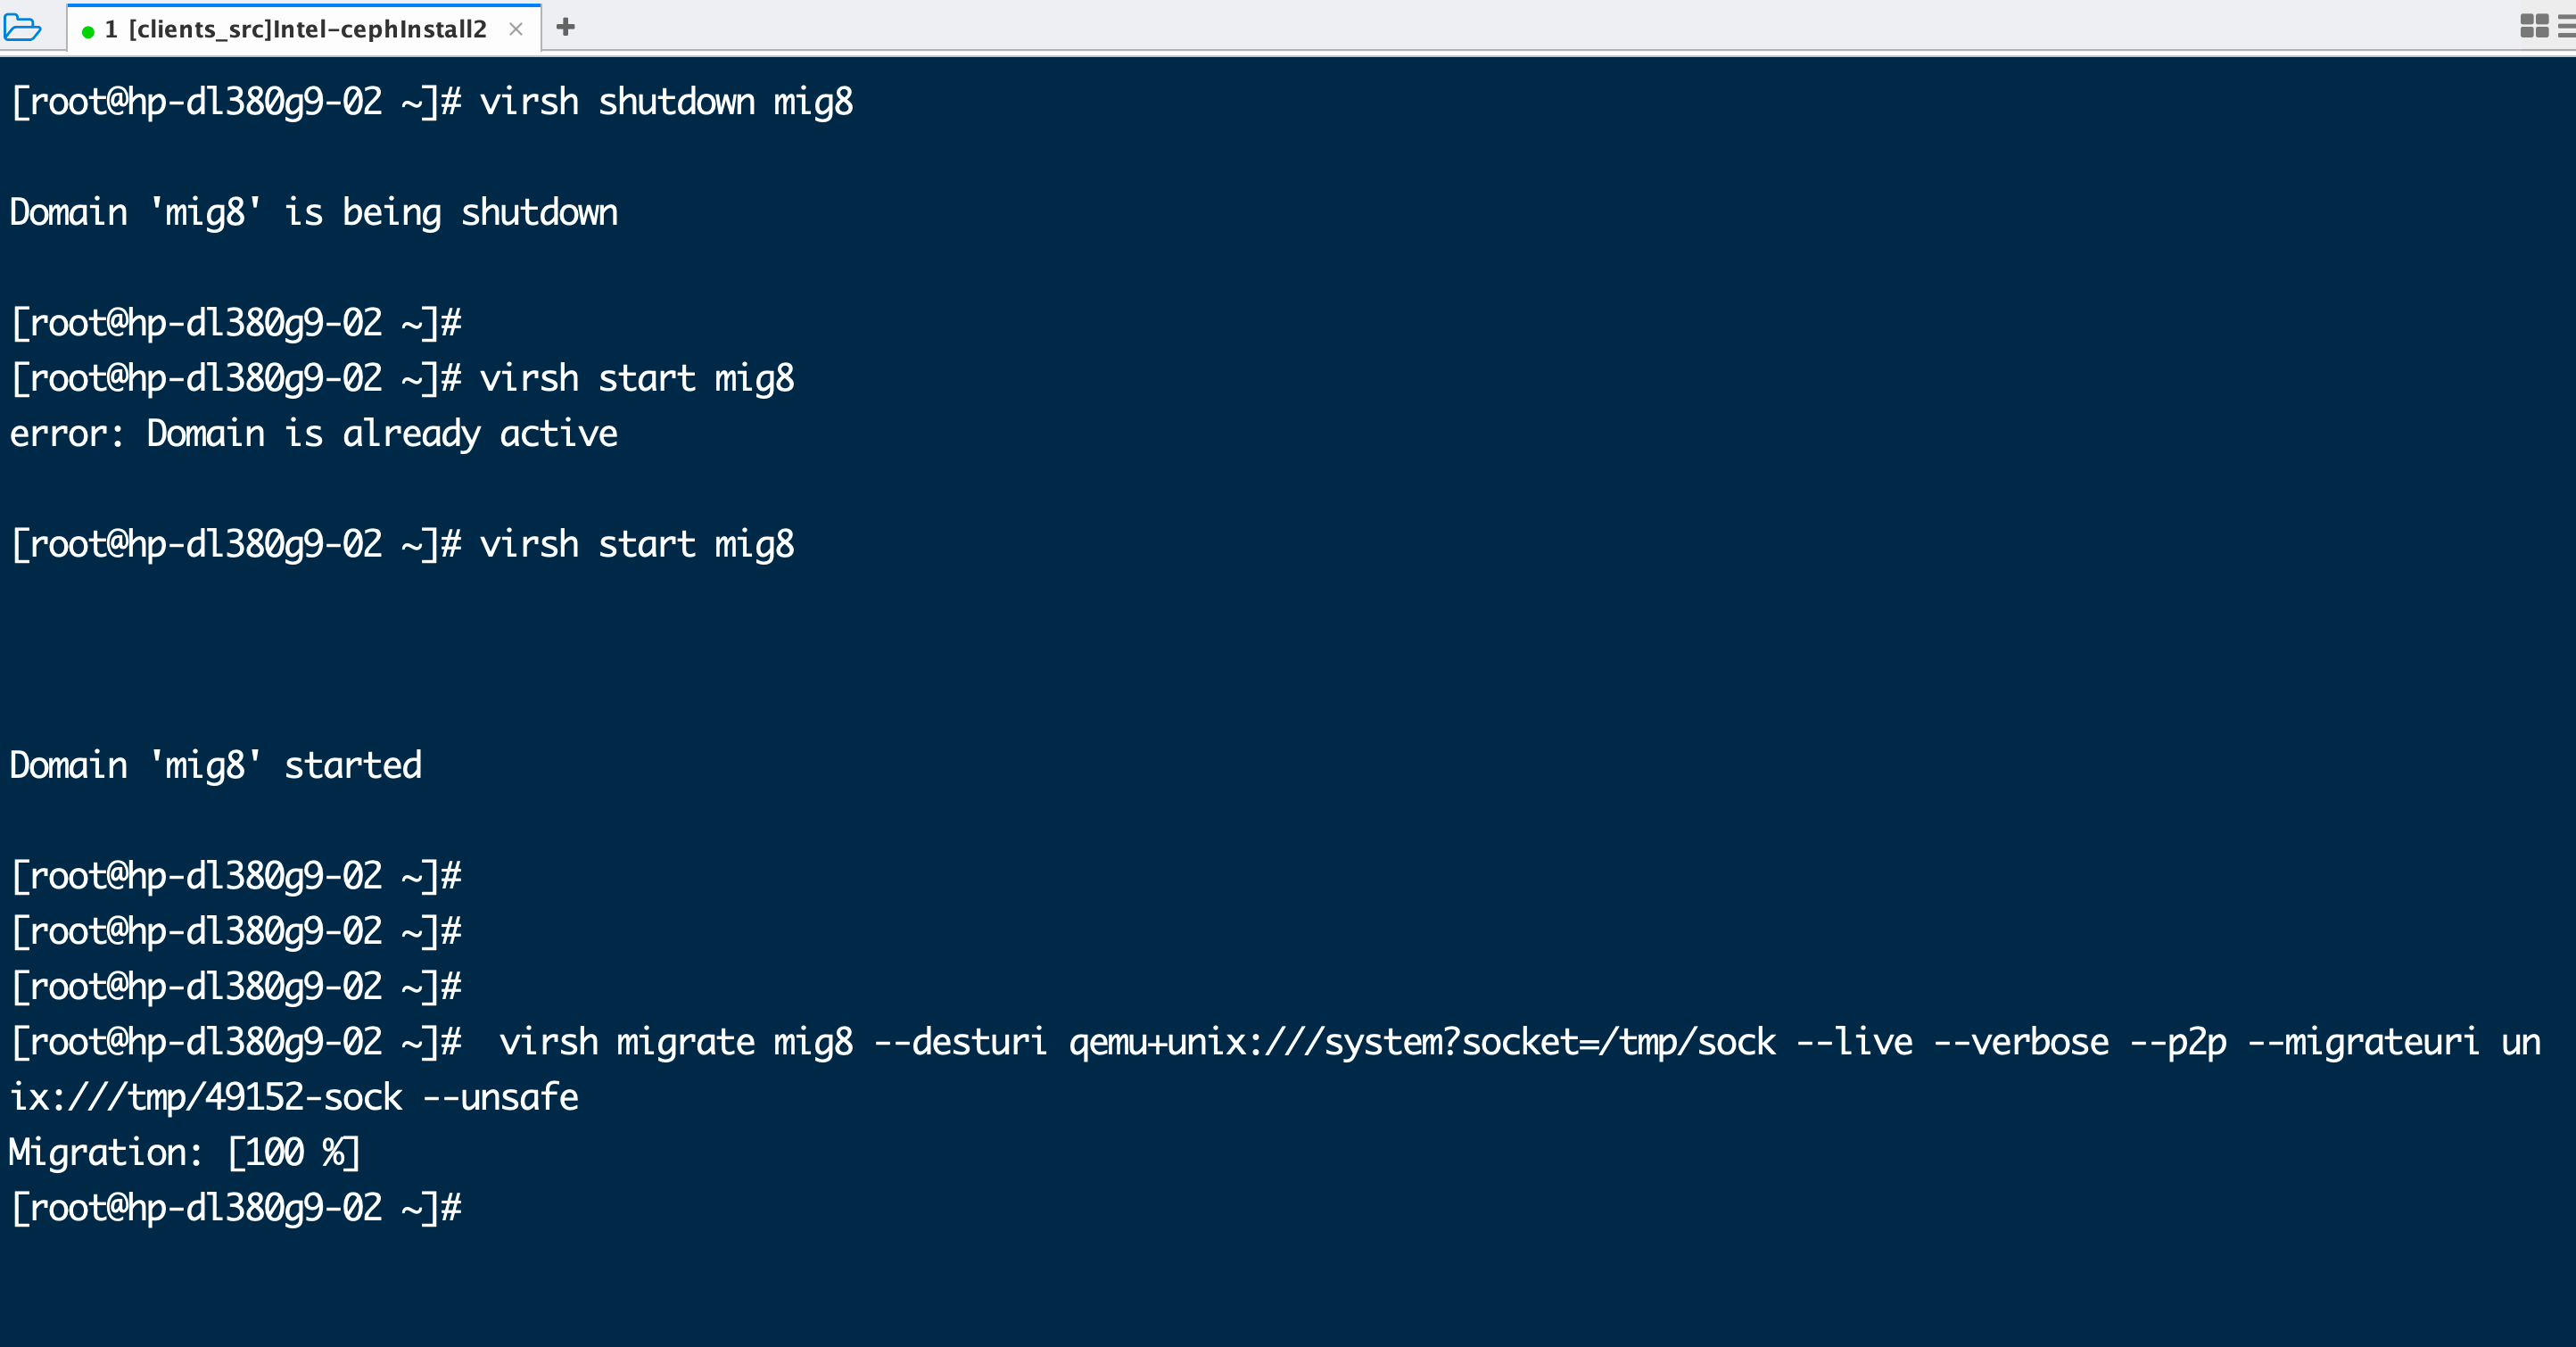 1 [clients_src]Intel-cephInstall2
[root@hp-dl380g9-02 ~]# virsh shutdown mig8
Domain 'mig8' is being shutdown
[root@hp-dl380g9-02 ~]#
[root@hp-dl380g9-02 ~]# virsh start mig8
error: Domain is already active
[root@hp-dl380g9-02 ~]# virsh start mig8
Domain 'mig8' started
[root@hp-dl380g9-02 ~]#
[root@hp-dl380g9-02 ~]#
[root@hp-dl380g9-02 ~]#
[root@hp-dl380g9-02 ~]#  virsh migrate mig8 --desturi qemu+unix:///system?socket=/tmp/sock --live --verbose --p2p --migrateuri un
ix:///tmp/49152-sock --unsafe
Migration: [100 %]
[root@hp-dl380g9-02 ~]#